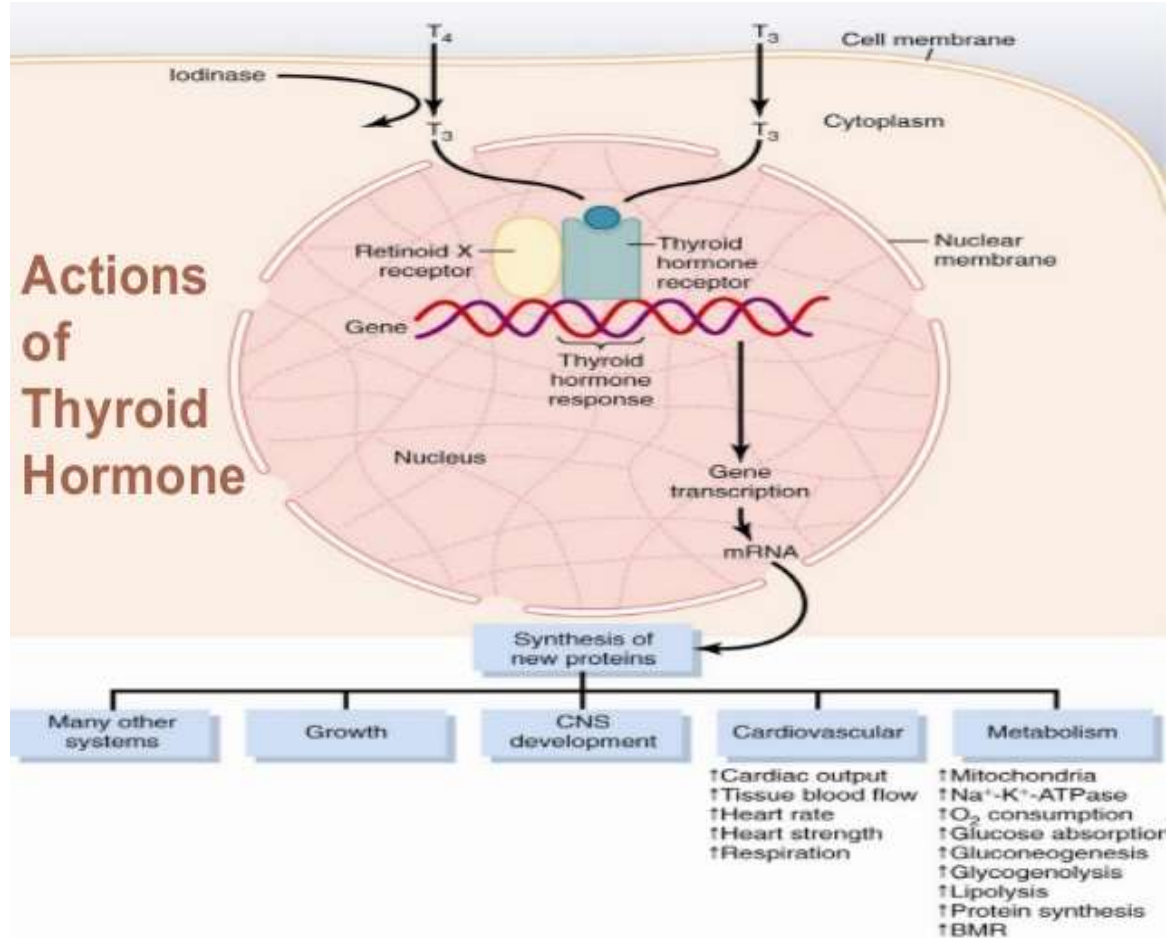 T₄
T₃
Cell membrane
Iodinase
T₃
T₃
Cytoplasm
Actions
of
Thyroid
Hormone
Retinoid X
receptor
Thyroid
hormone
receptor
Nuclear
membrane
Gene
Thyroid
hormone
response
Nucleus
Gene
transcription
mRNA
Synthesis of
new proteins
Many other
systems
Growth
CNS
development
Cardiovascular
↑Cardiac output
↑Tissue blood flow
↑Heart rate
↑Heart strength
↑Respiration
Metabolism
↑Mitochondria
↑Na⁺-K⁺-ATPase
↑O₂ consumption
↑Glucose absorption
↑Gluconeogenesis
↑Glycogenolysis
↑Lipolysis
↑Protein synthesis
↑BMR